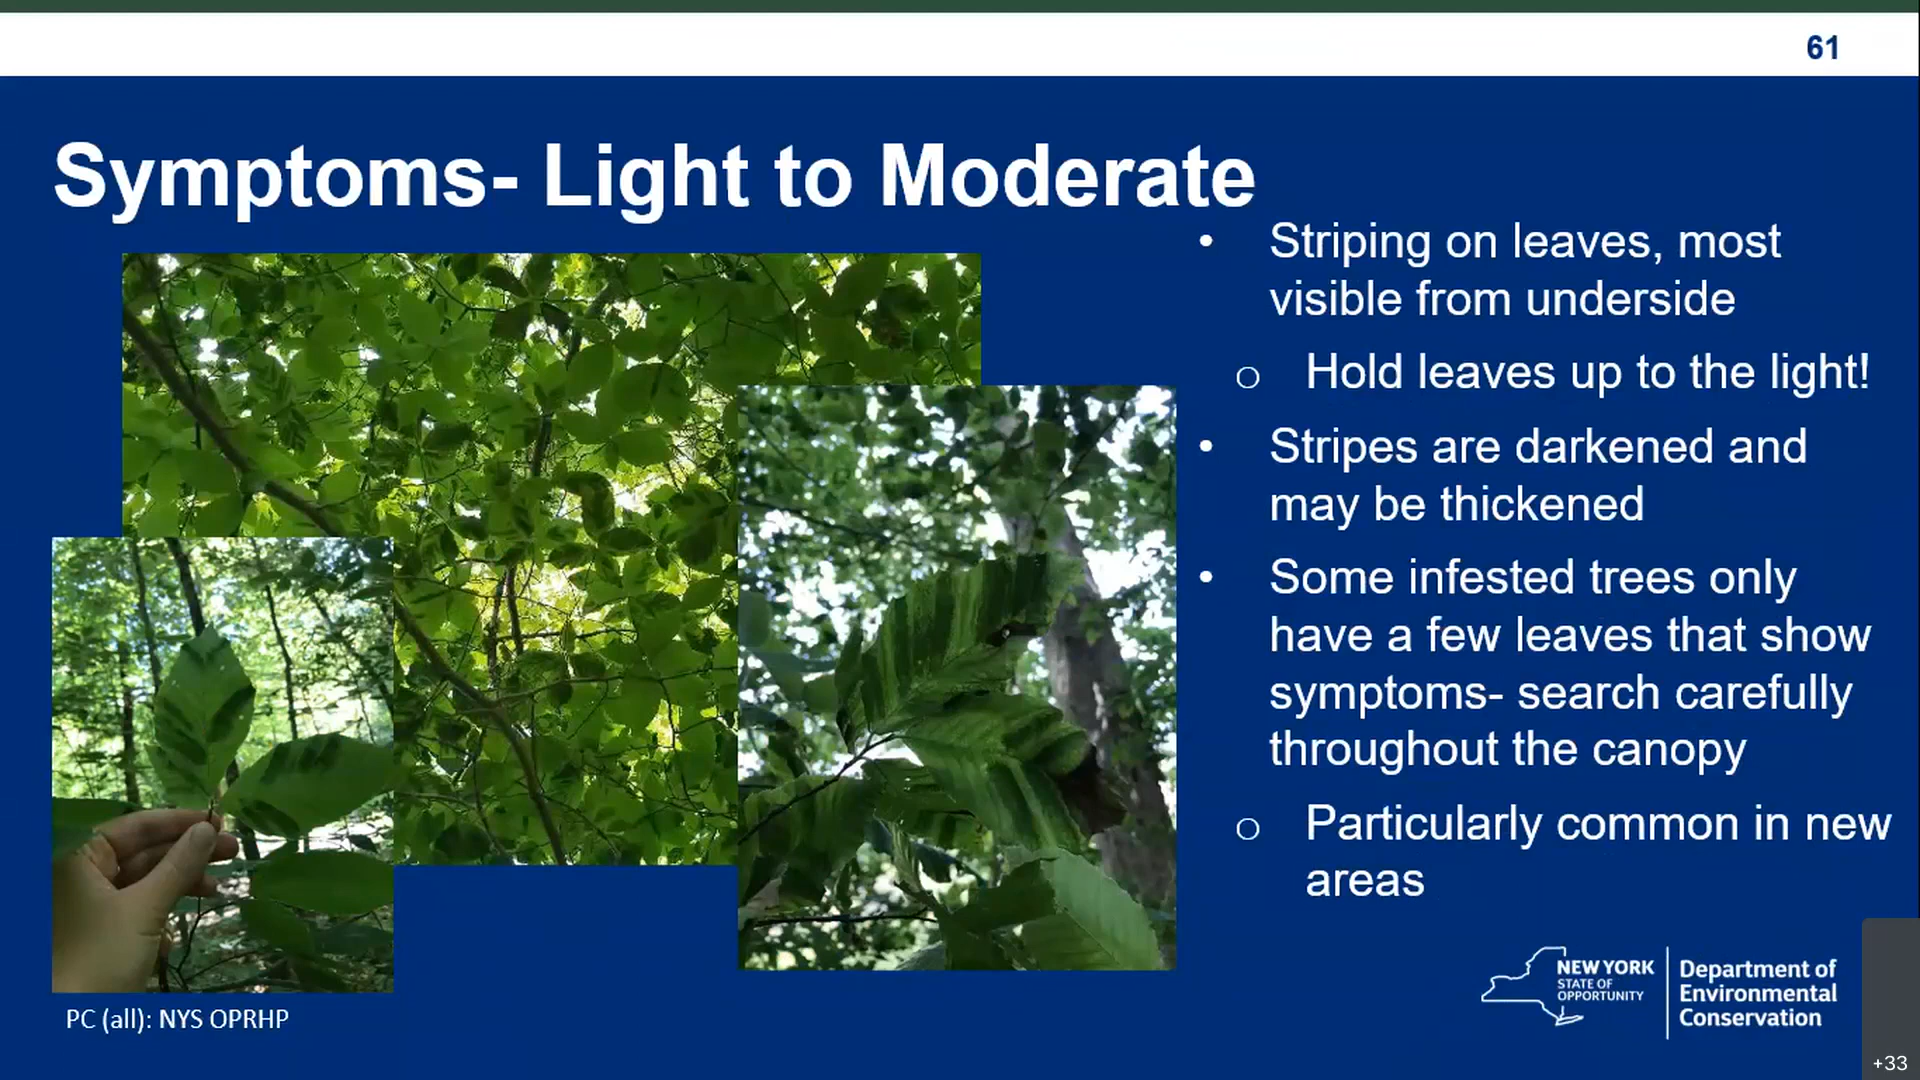 61
Symptoms- Light to Moderate
• Striping on leaves, most
visible from underside
o Hold leaves up to the light!
• Stripes are darkened and
may be thickened
• Some infested trees only
have a few leaves that show
symptoms- search carefully
throughout the canopy
o Particularly common in new
areas
PC (all): NYS OPRHP
NEW YORK
STATE OF
OPPORTUNITY
Department of
Environmental
Conservation
+33